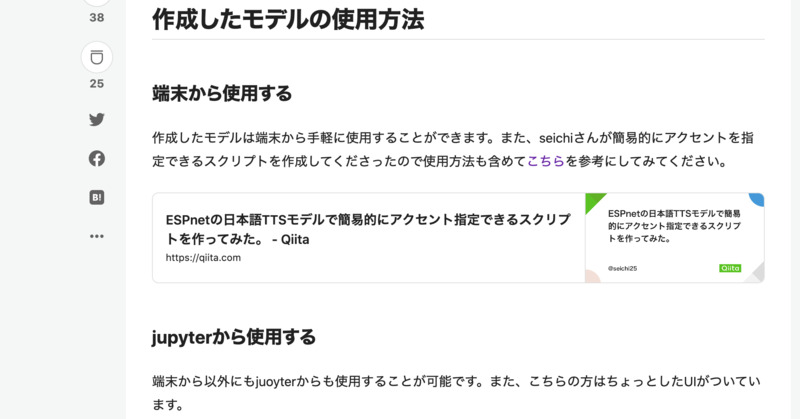 38
作成したモデルの使用方法
25
端末から使用する
作成したモデルは端末から手軽に使用することができます。また、seichiさんが簡易的にアクセントを指
定できるスクリプトを作成してくださったので使用方法も含めてこちらを参考にしてみてください。
B!
ESPnetの日本語TTSモデルで簡易的にアクセント指定できるスクリプ
トを作ってみた。 - Qiita
https://qiita.com
ESPnetの日本語TTSモデルで簡易
的にアクセント指定できるスクリプ
トを作ってみた。
@seichi25
Qiita
jupyterから使用する
端末から以外にもjuoyterからも使用することが可能です。また、こちらの方はちょっとしたUIがついてい
ます。